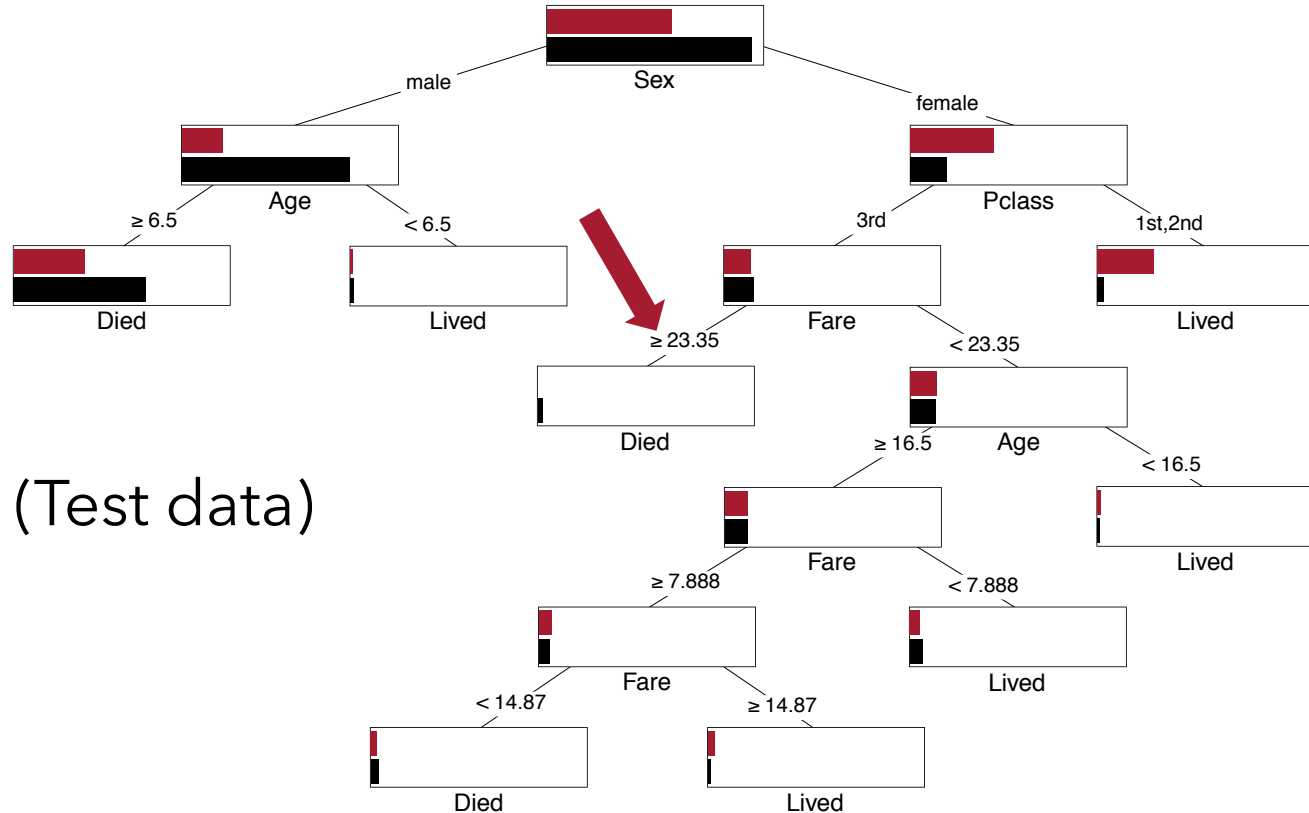 Sex
male
female
Age
Pclass
≥ 6.5
< 6.5
3rd
1st,2nd
Died
Lived
Fare
Lived
≥ 23.35
< 23.35
Died
Age
≥ 16.5
< 16.5
(Test data)
Fare
Lived
≥ 7.888
< 7.888
Fare
Lived
< 14.87
≥ 14.87
Died
Lived